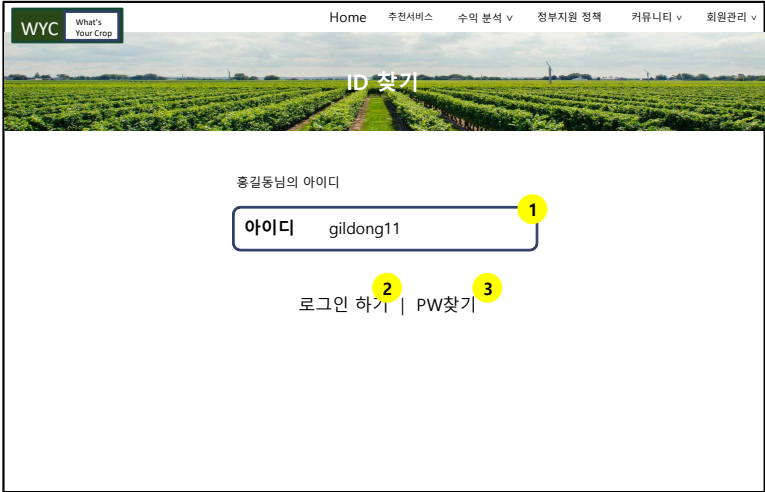 WYC What's
Your Crop
Home 추천서비스 수익 분석 ∨ 정부지원 정책 커뮤니티 ∨ 회원관리 ∨
ID 찾기
홍길동님의 아이디
1
아이디 gildong11
2 3
로그인 하기 | PW찾기